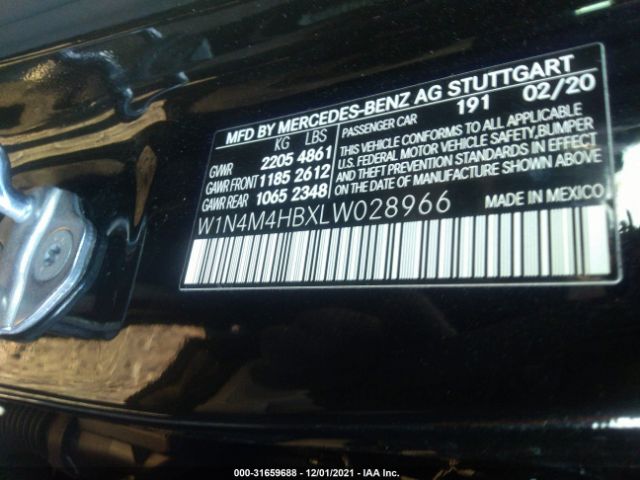 MFD BY MERCEDES-BENZ AG STUTTGART
KG LBS
GVWR 2205 4861
GAWR FRONT 1185 2612
GAWR REAR 1065 2348
PASSENGER CAR 191 02/20
THIS VEHICLE CONFORMS TO ALL APPLICABLE
U.S. FEDERAL MOTOR VEHICLE SAFETY, BUMPER
AND THEFT PREVENTION STANDARDS IN EFFECT
ON THE DATE OF MANUFACTURE SHOWN ABOVE
W1N4M4HBXLW028966 MADE IN MEXICO
000-31659688 - 12/01/2021 - IAA Inc.